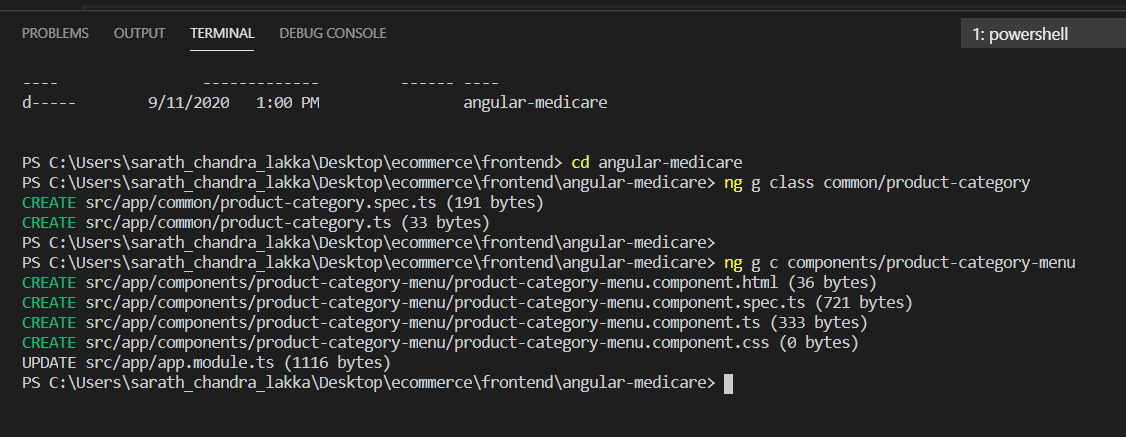 PROBLEMS OUTPUT TERMINAL DEBUG CONSOLE 1: powershell
---- ------------- ------ ----
d----- 9/11/2020 1:00 PM angular-medicare
PS C:\Users\sarath_chandra_lakka\Desktop\ecommerce\frontend> cd angular-medicare
PS C:\Users\sarath_chandra_lakka\Desktop\ecommerce\frontend\angular-medicare> ng g class common/product-category
CREATE src/app/common/product-category.spec.ts (191 bytes)
CREATE src/app/common/product-category.ts (33 bytes)
PS C:\Users\sarath_chandra_lakka\Desktop\ecommerce\frontend\angular-medicare>
PS C:\Users\sarath_chandra_lakka\Desktop\ecommerce\frontend\angular-medicare> ng g c components/product-category-menu
CREATE src/app/components/product-category-menu/product-category-menu.component.html (36 bytes)
CREATE src/app/components/product-category-menu/product-category-menu.component.spec.ts (721 bytes)
CREATE src/app/components/product-category-menu/product-category-menu.component.ts (333 bytes)
CREATE src/app/components/product-category-menu/product-category-menu.component.css (0 bytes)
UPDATE src/app/app.module.ts (1116 bytes)
PS C:\Users\sarath_chandra_lakka\Desktop\ecommerce\frontend\angular-medicare>